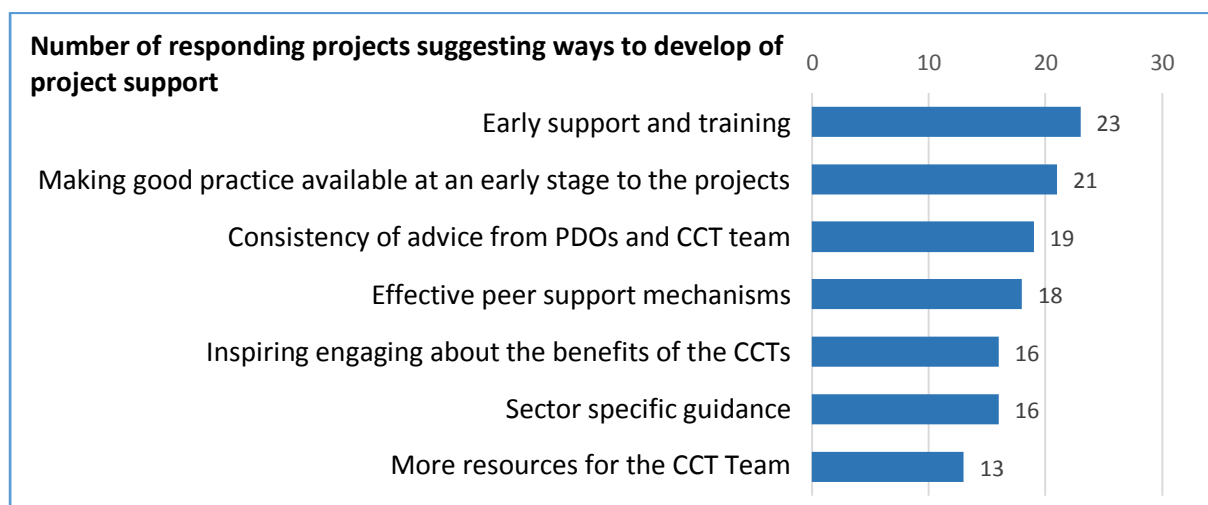 Number of responding projects suggesting ways to develop of
project support
0 10 20 30
Early support and training 23
Making good practice available at an early stage to the projects 21
Consistency of advice from PDOs and CCT team 19
Effective peer support mechanisms 18
Inspiring engaging about the benefits of the CCTs 16
Sector specific guidance 16
More resources for the CCT Team 13